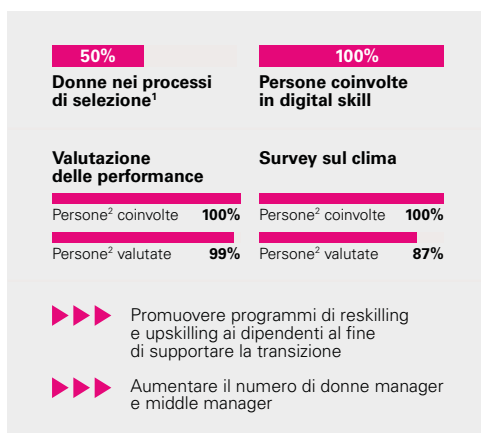 50%
Donne nei processi
di selezione¹
100%
Persone coinvolte
in digital skill
Valutazione
delle performance
Persone² coinvolte 100%
Persone² valutate 99%
Survey sul clima
Persone² coinvolte 100%
Persone² valutate 87%
Promuovere programmi di reskilling
e upskilling ai dipendenti al fine
di supportare la transizione
Aumentare il numero di donne manager
e middle manager